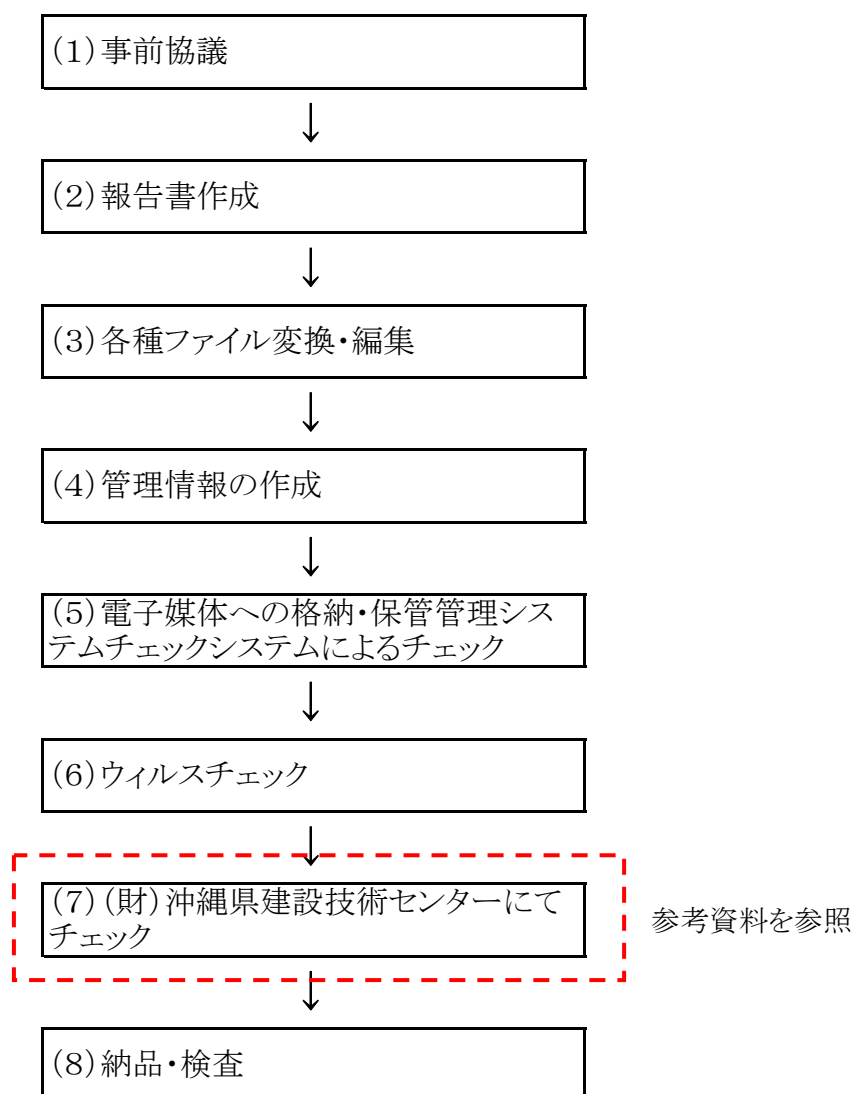 (1)事前協議
↓
(2)報告書作成
↓
(3)各種ファイル変換・編集
↓
(4)管理情報の作成
↓
(5)電子媒体への格納・保管管理シス
テムチェックシステムによるチェック
↓
(6)ウィルスチェック
↓
(7)(財)沖縄県建設技術センターにて
チェック
参考資料を参照
↓
(8)納品・検査